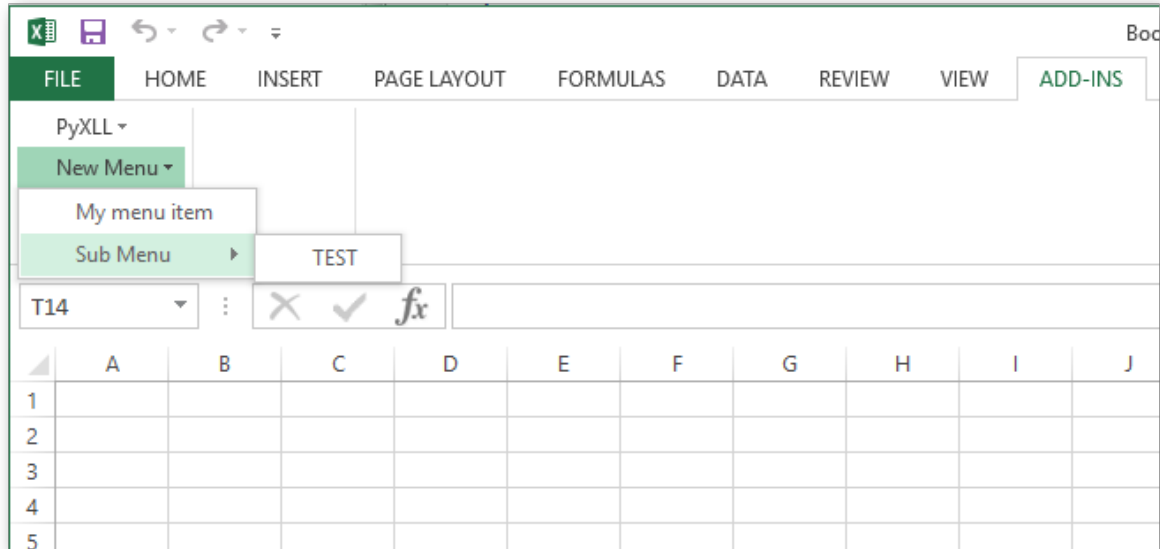 Boo
FILE HOME INSERT PAGE LAYOUT FORMULAS DATA REVIEW VIEW ADD-INS
PyXLL
New Menu
My menu item
Sub Menu TEST
T14 fx
A B C D E F G H I J
1
2
3
4
5